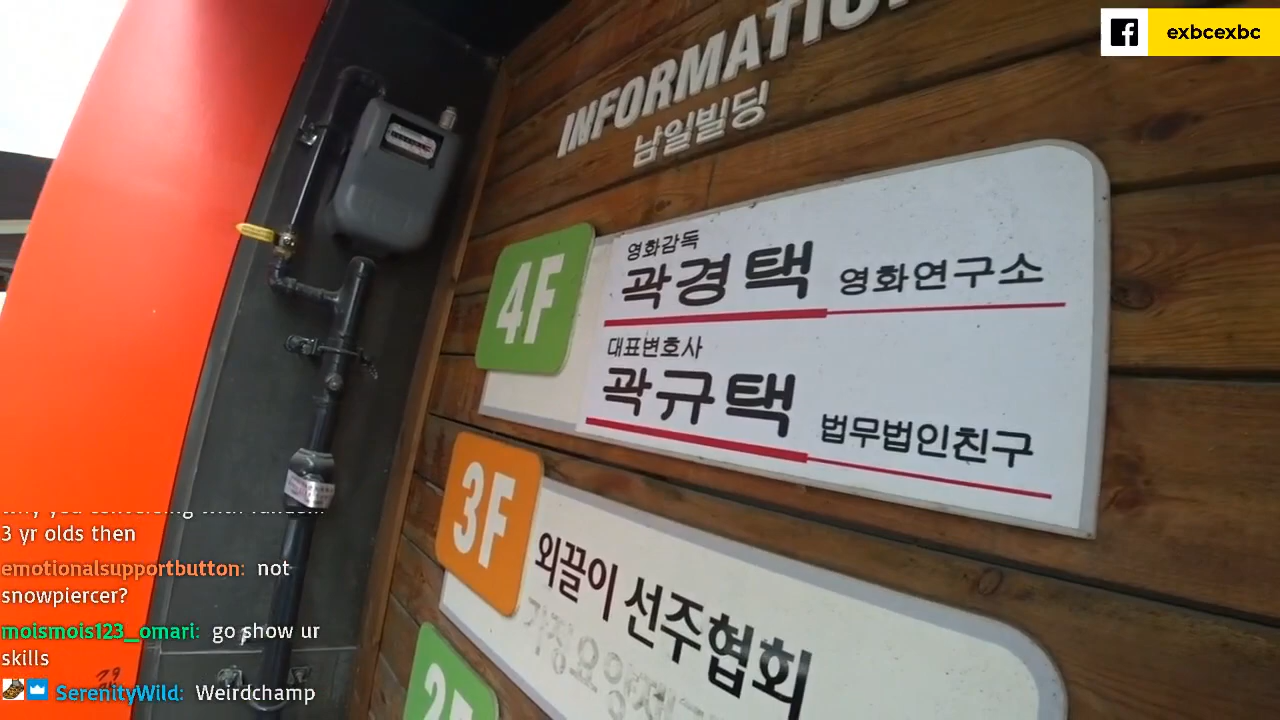 exbcexbc
INFORMATION
남일빌딩
4F
영화감독
곽경택 영화연구소
대표변호사
곽규택 법무법인친구
3F
외끌이 선주협회
2F
3 yr olds then
emotionalsupportbutton: not
snowpiercer?
moismois123_omari: go show ur
skills
SerenityWild: Weirdchamp